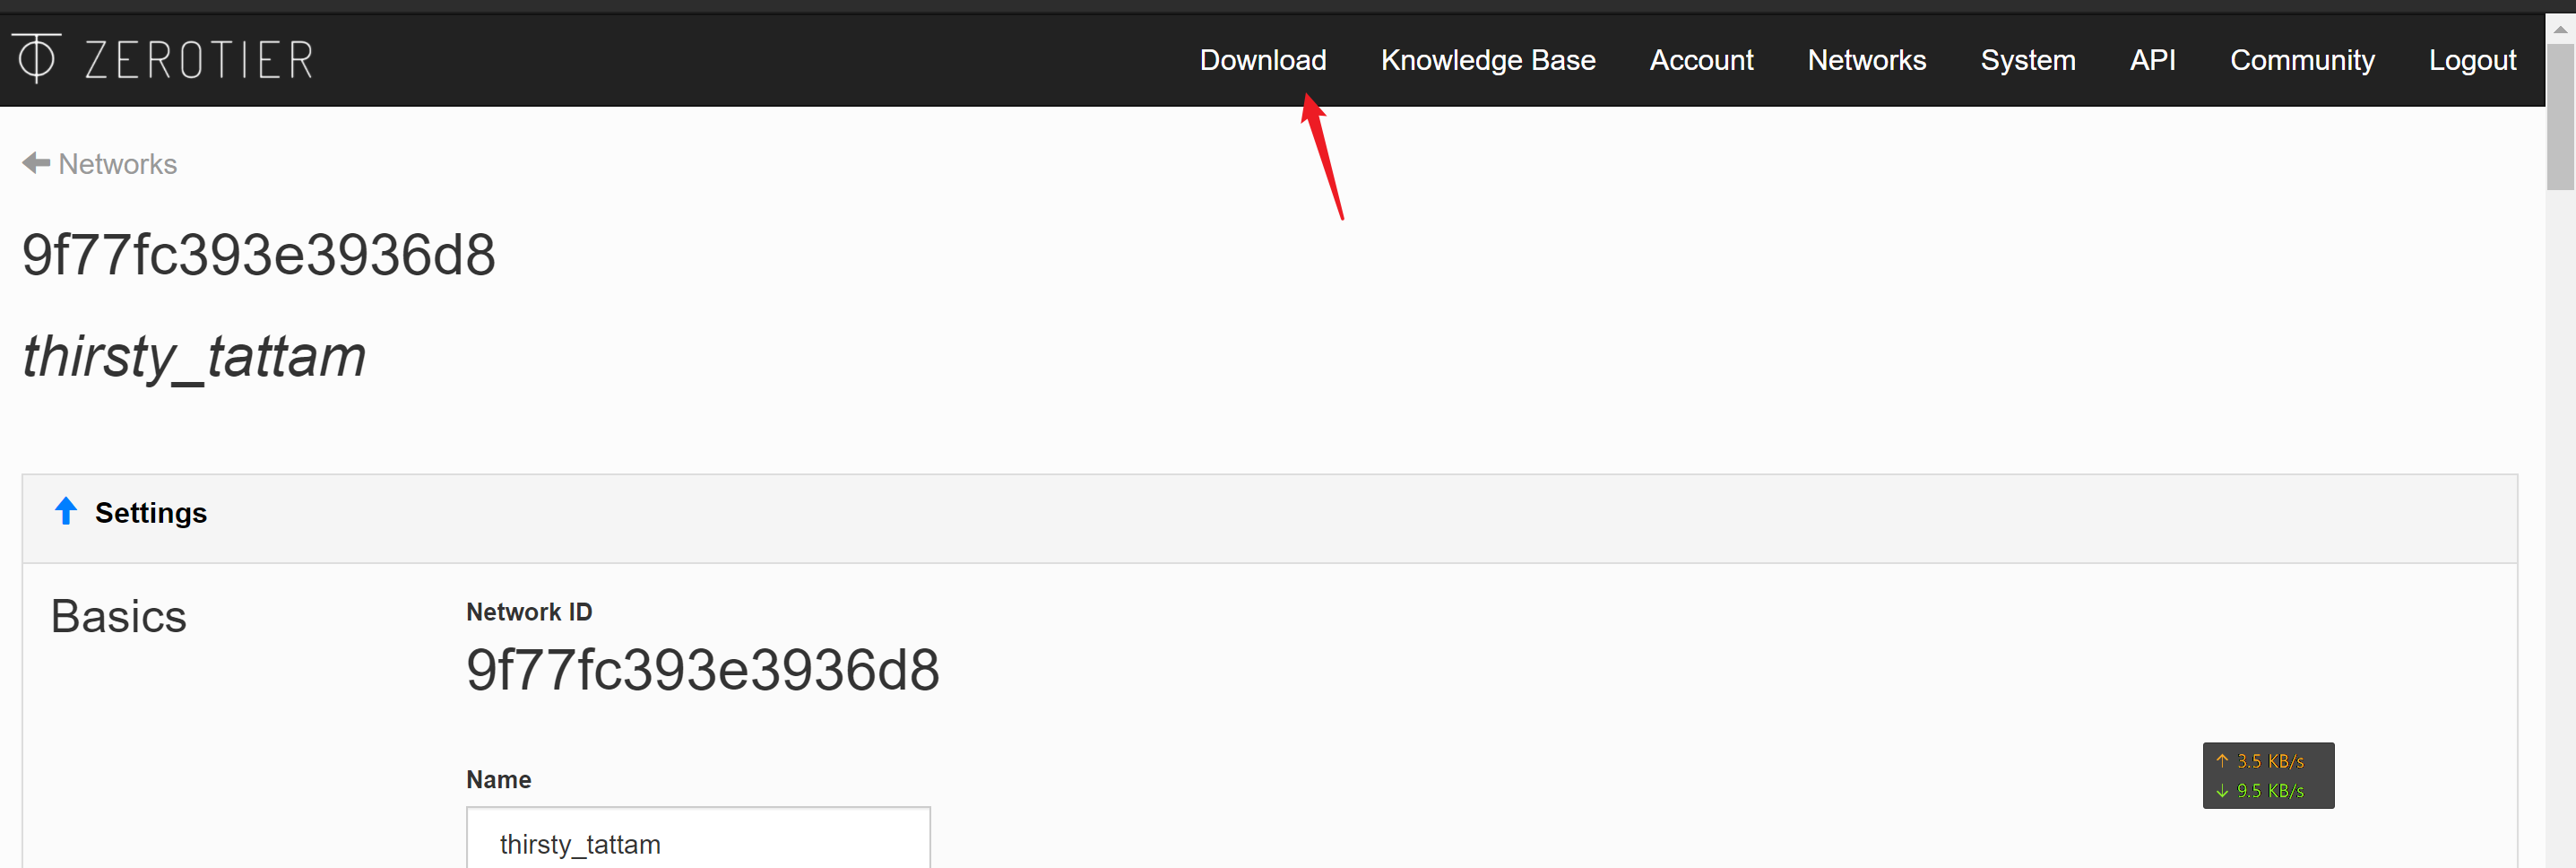 ZEROTIER
Download Knowledge Base Account Networks System API Community Logout
Networks
9f77fc393e3936d8
thirsty_tattam
Settings
Basics
Network ID
9f77fc393e3936d8
Name
thirsty_tattam
↑ 3.5 KB/s
↓ 9.5 KB/s